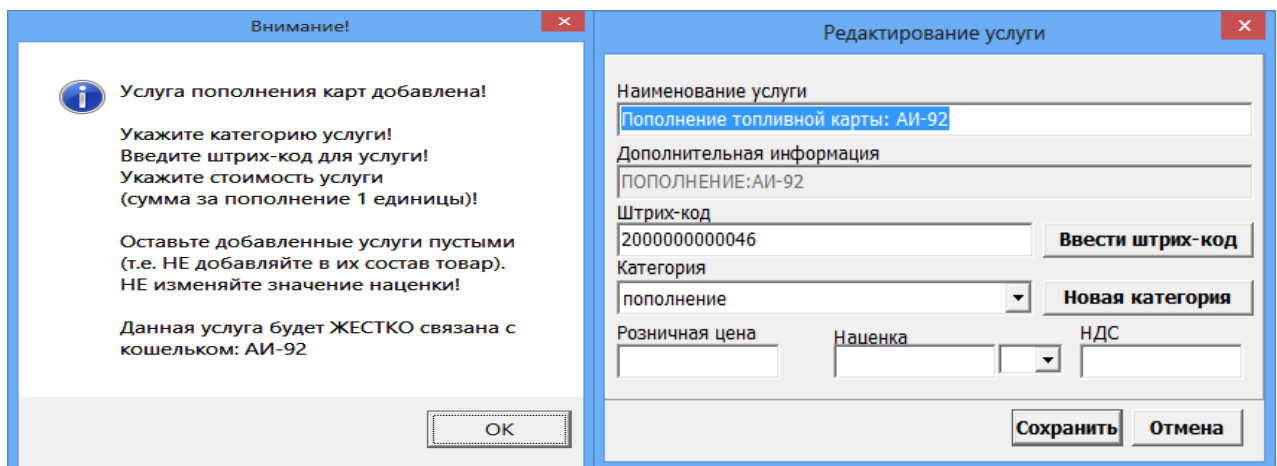 Внимание!
Услуга пополнения карт добавлена!
Укажите категорию услуги!
Введите штрих-код для услуги!
Укажите стоимость услуги
(сумма за пополнение 1 единицы)!
Оставьте добавленные услуги пустыми
(т.е. НЕ добавляйте в их состав товар).
НЕ изменяйте значение наценки!
Данная услуга будет ЖЕСТКО связана с
кошельком: АИ-92
OK
Редактирование услуги
Наименование услуги
Пополнение топливной карты: АИ-92
Дополнительная информация
ПОПОЛНЕНИЕ:АИ-92
Штрих-код
2000000000046
Ввести штрих-код
Категория
пополнение
Новая категория
Розничная цена
Наценка
НДС
Сохранить
Отмена